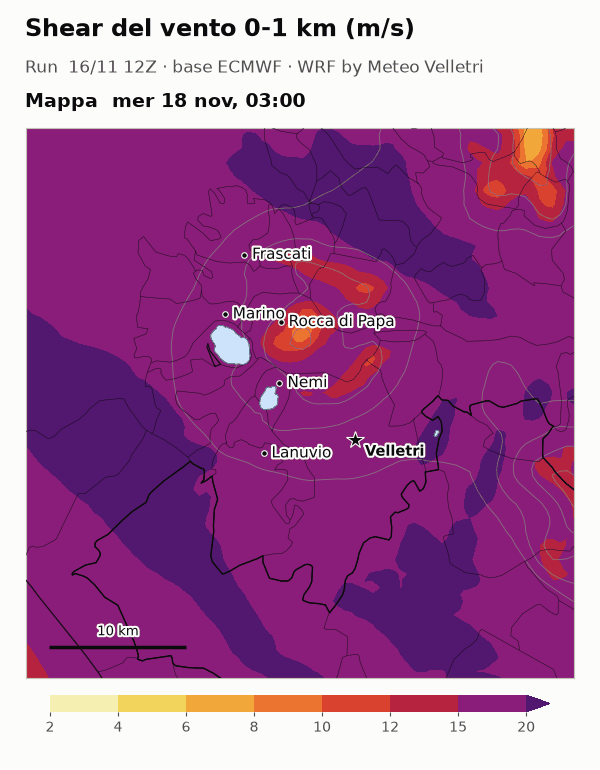 Shear del vento 0-1 km (m/s)
Run  16/11 12Z · base ECMWF · WRF by Meteo Velletri
Mappa  mer 18 nov, 03:00
Frascati
Marino
Rocca di Papa
Nemi
Velletri
Lanuvio
10 km
2 4 6 8 10 12 15 20